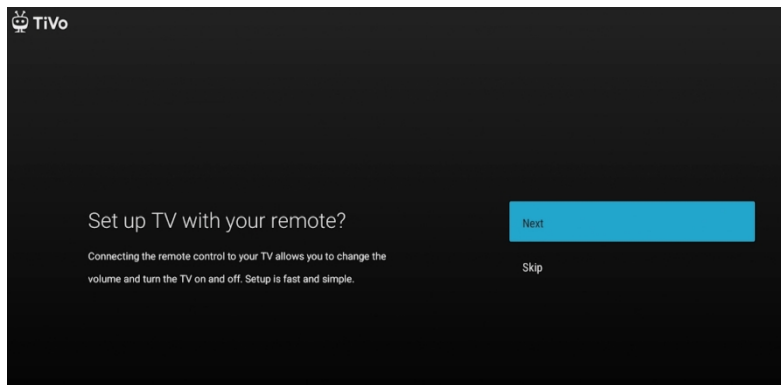 TiVo
Set up TV with your remote?
Connecting the remote control to your TV allows you to change the
volume and turn the TV on and off. Setup is fast and simple.
Next
Skip